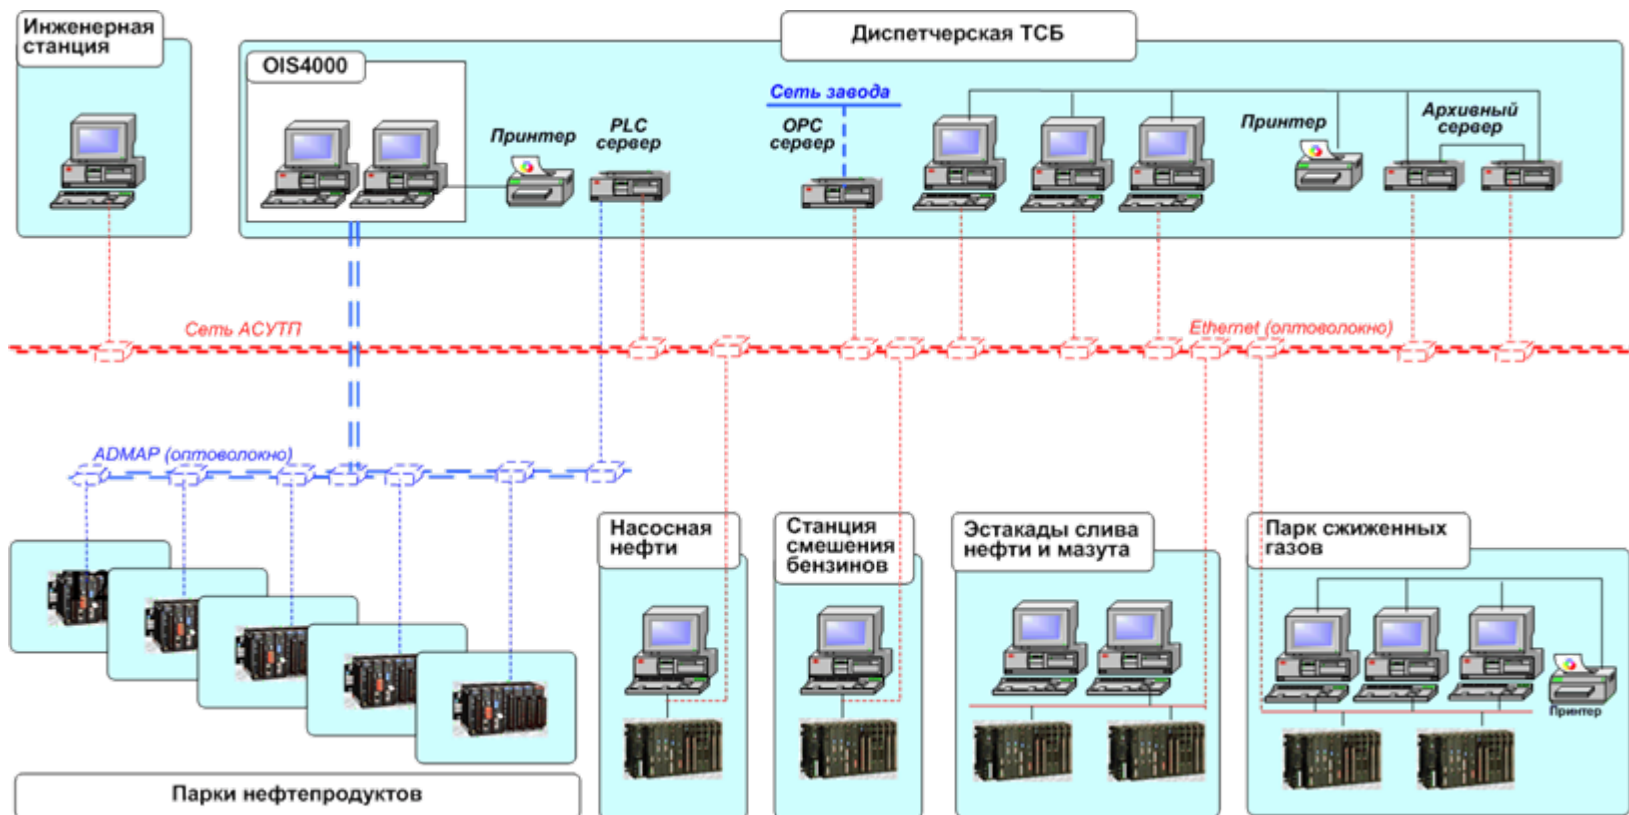 Инженерная
станция
Диспетчерская ТСБ
OIS4000
Принтер
PLC
сервер
Сеть завода
OPC
сервер
Принтер
Архивный
сервер
Сеть АСУТП
Ethernet (оптоволокно)
ADMAP (оптоволокно)
Насосная
нефти
Станция
смешения
бензинов
Эстакады слива
нефти и мазута
Парк сжиженных
газов
Принтер
Парки нефтепродуктов